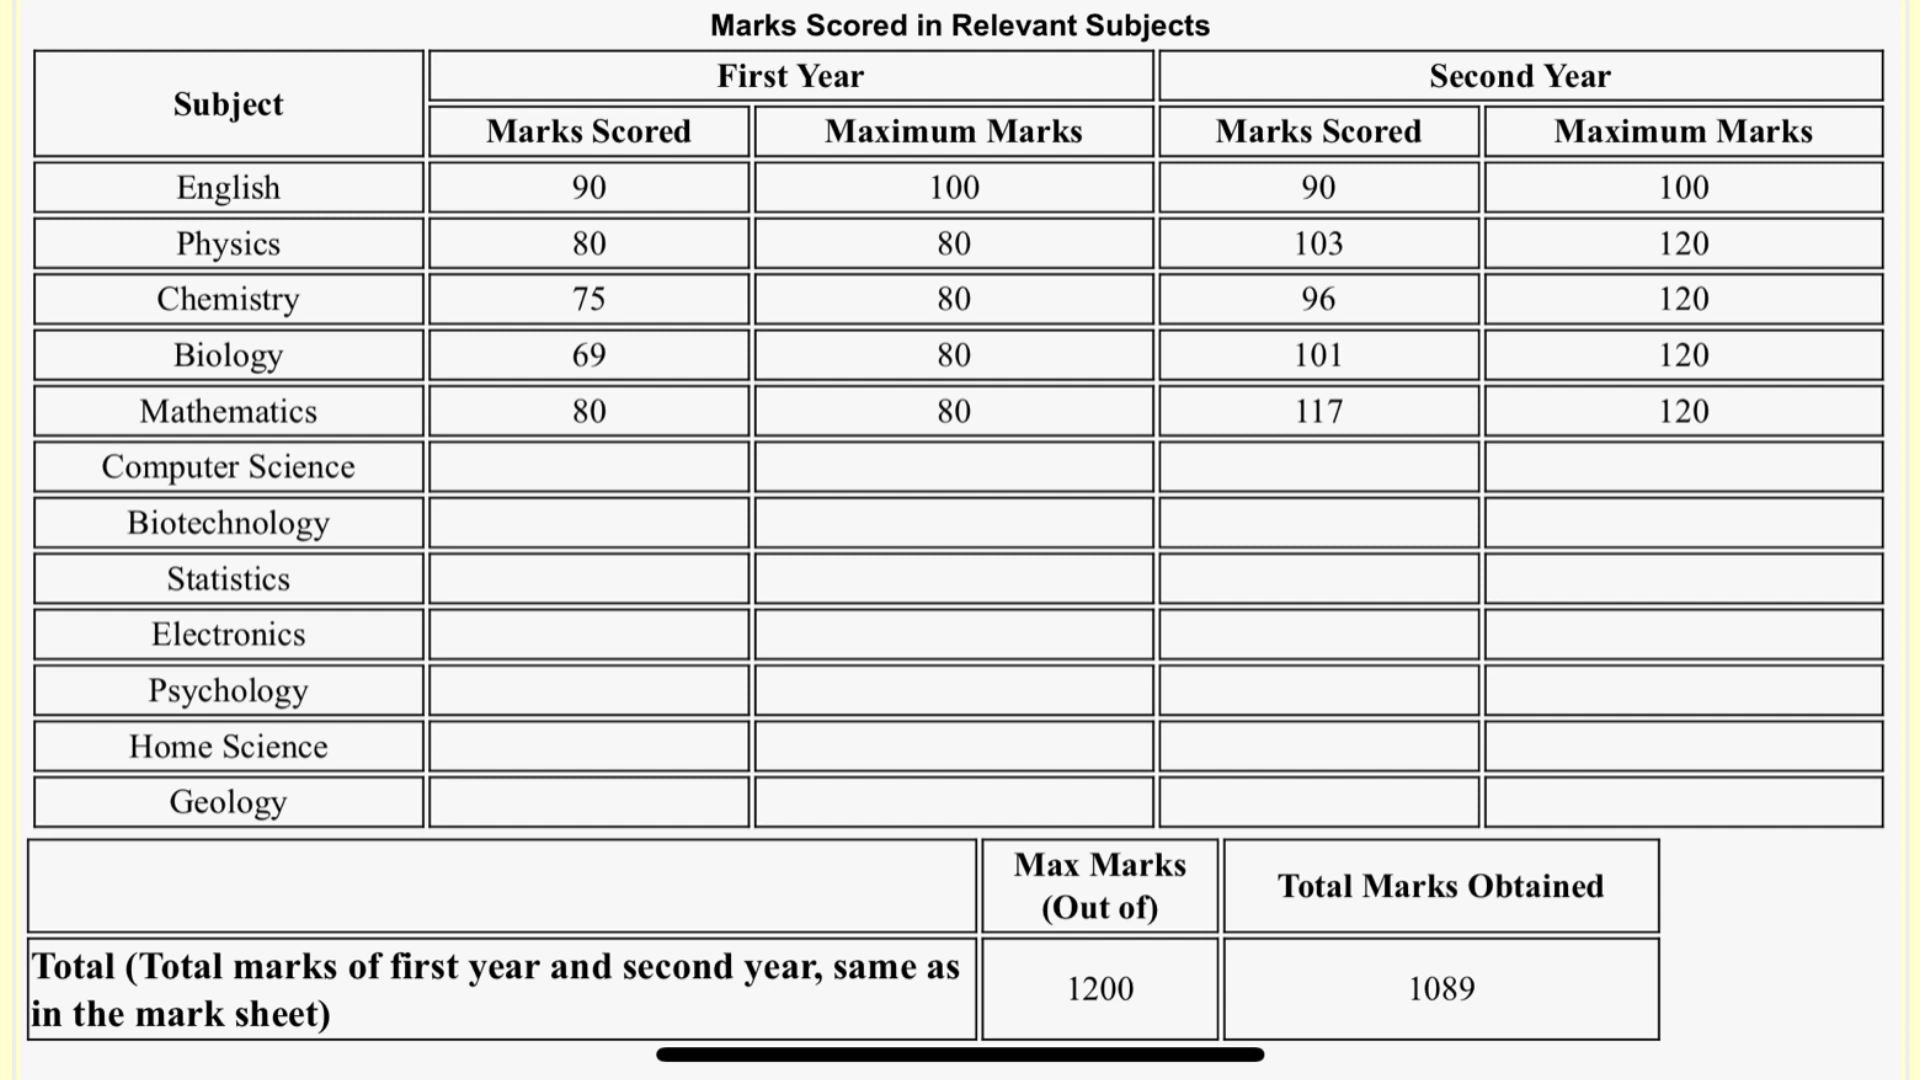 Marks Scored in Relevant Subjects
Subject First Year Second Year
Marks Scored Maximum Marks Marks Scored Maximum Marks
English 90 100 90 100
Physics 80 80 103 120
Chemistry 75 80 96 120
Biology 69 80 101 120
Mathematics 80 80 117 120
Computer Science
Biotechnology
Statistics
Electronics
Psychology
Home Science
Geology
Max Marks
(Out of)
Total Marks Obtained
Total (Total marks of first year and second year, same as
in the mark sheet)
1200 1089